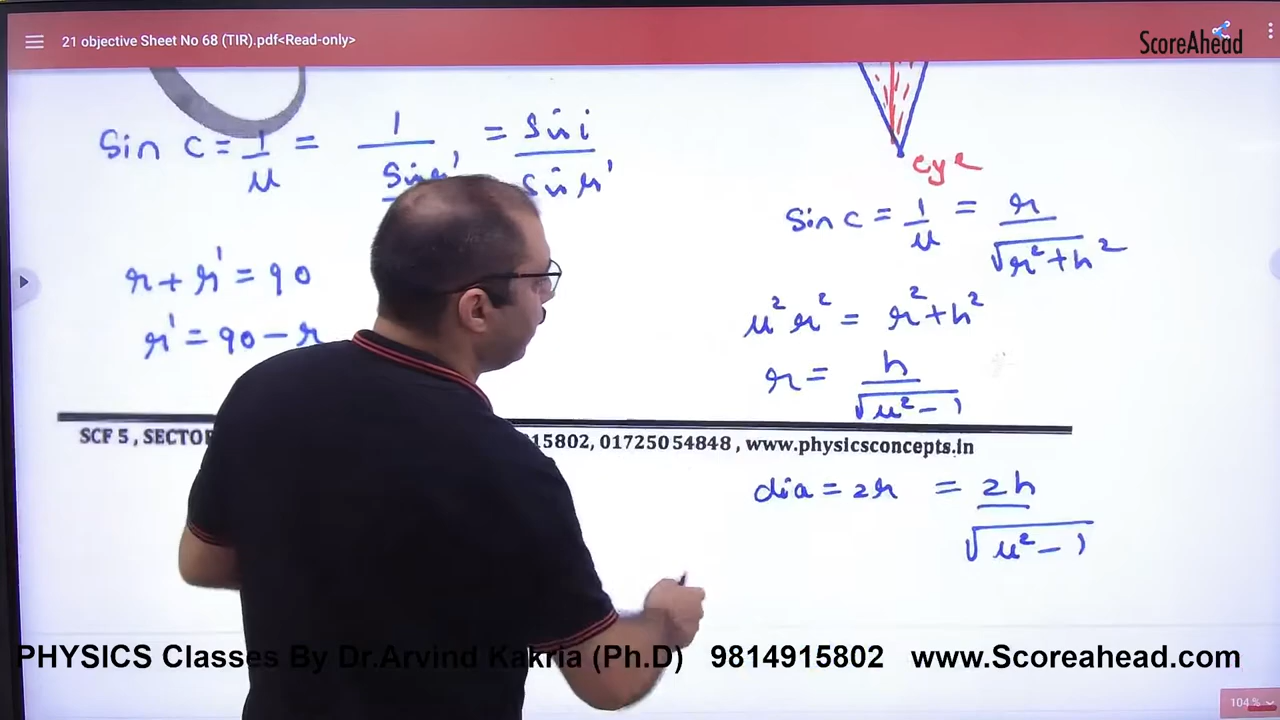 21 objective Sheet No 68 (TIR).pdf<Read-only>
ScoreAhead
Sin c = 1/μ = 1/Sin r' = Sin i/Sin r'
r + r' = 90
r' = 90 - r
eye
Sin c = 1/μ = r/√r²+h²
μ²r² = r²+h²
r = h/√μ²-1
SCF 5, SECTO 15802, 01725054848, www.physicsconcepts.in
dia = 2r = 2h/√μ²-1
PHYSICS Classes By Dr.Arvind Kakria (Ph.D) 9814915802 www.Scoreahead.com
104%